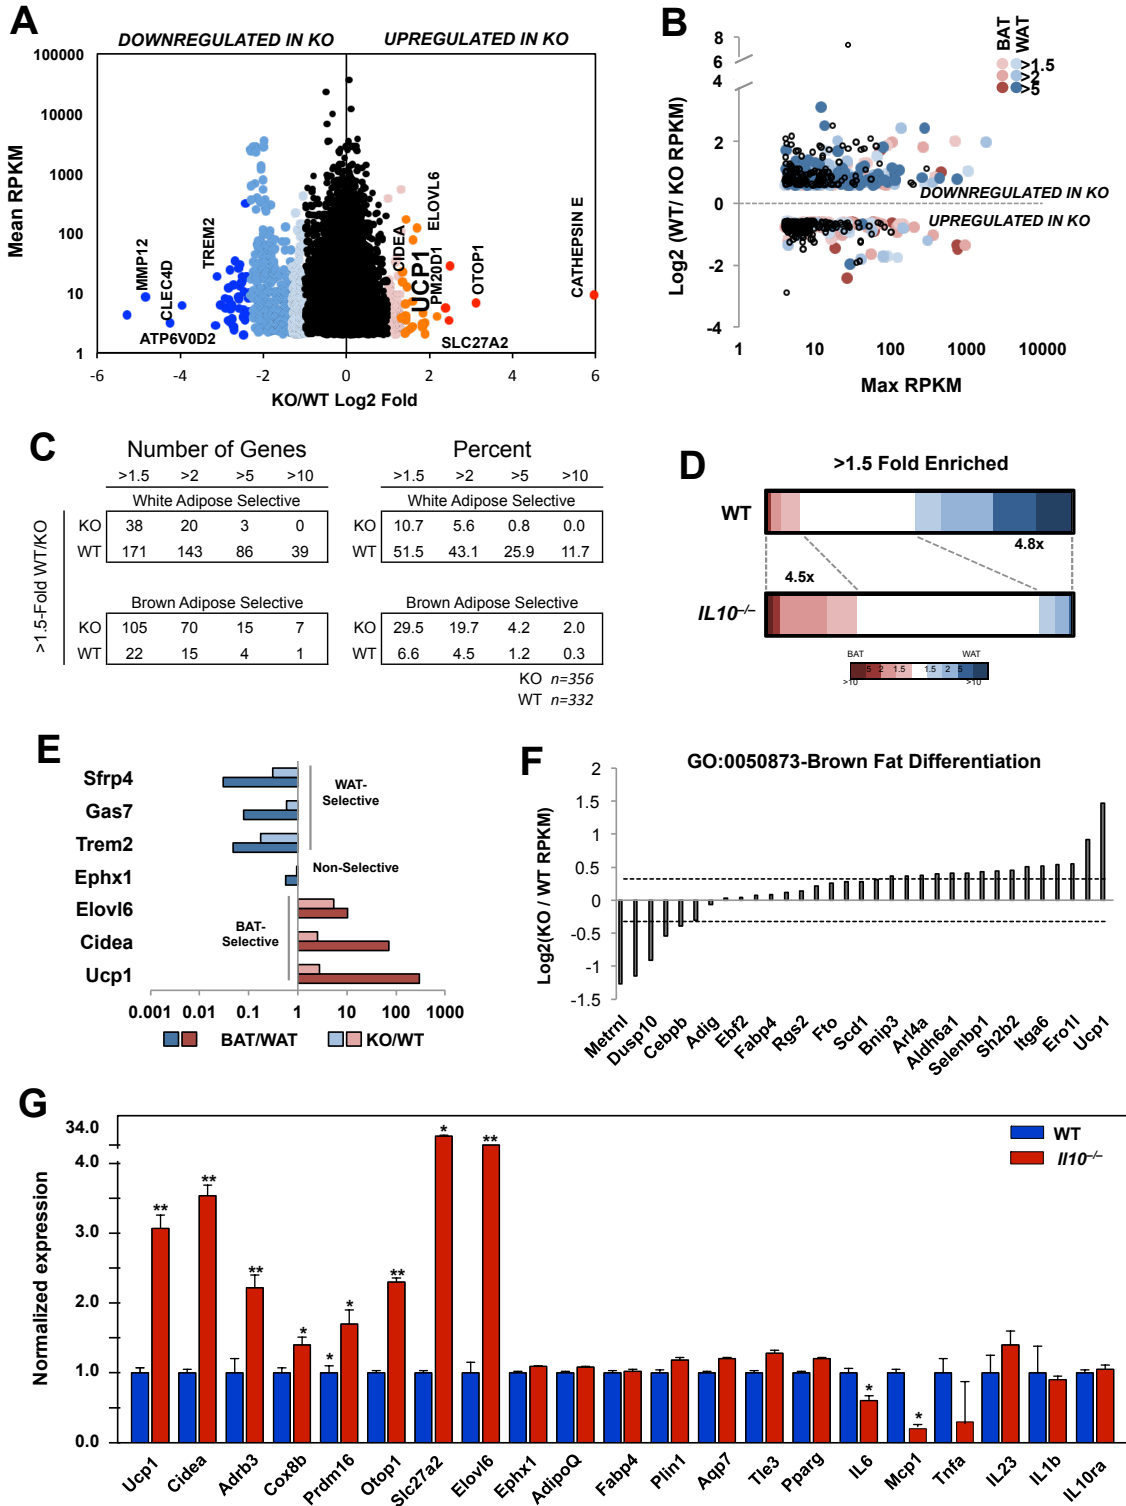 A
DOWNREGULATED IN KO
UPREGULATED IN KO
100000
10000
1000
100
10
1
Mean RPKM
MMP12
CLEC4D
ATP6V0D2
TREM2
CIDEA
UCP1
ELOVL6
PM20D1
OTOP1
SLC27A2
CATHEPSIN E
-6
-4
-2
0
2
4
6
KO/WT Log2 Fold
B
BAT
WAT
>1.5
>2
>5
8
6
4
2
0
-2
-4
Log2 (WT/ KO RPKM)
DOWNREGULATED IN KO
UPREGULATED IN KO
1
10
100
1000
10000
Max RPKM
C
Number of Genes
Percent
>1.5 >2 >5 >10
>1.5 >2 >5 >10
>1.5-Fold WT/KO
White Adipose Selective
White Adipose Selective
KO 38 20 3 0
KO 10.7 5.6 0.8 0.0
WT 171 143 86 39
WT 51.5 43.1 25.9 11.7
Brown Adipose Selective
Brown Adipose Selective
KO 105 70 15 7
KO 29.5 19.7 4.2 2.0
WT 22 15 4 1
WT 6.6 4.5 1.2 0.3
KO n=356
WT n=332
D
>1.5 Fold Enriched
WT
4.8x
4.5x
IL10–/–
BAT
WAT
>10 5 2 1.5 1.5 2 5 >10
E
Sfrp4
Gas7
Trem2
Ephx1
Elovl6
Cidea
Ucp1
WAT-
Selective
Non-Selective
BAT-
Selective
0.001
0.01
0.1
1
10
100
1000
BAT/WAT
KO/WT
F
GO:0050873-Brown Fat Differentiation
2
1.5
1
0.5
0
-0.5
-1
-1.5
Log2(KO / WT RPKM)
Metrnl
Dusp10
Cebpb
Adig
Ebf2
Fabp4
Rgs2
Fto
Scd1
Bnip3
Arl4a
Aldh6a1
Selenbp1
Sh2b2
Itga6
Ero1l
Ucp1
G
34.0
4.0
3.0
2.0
1.0
0.0
Normalized expression
WT
Il10–/–
**
**
**
*
*
*
**
*
**
*
*
Ucp1
Cidea
Adrb3
Cox8b
Prdm16
Otop1
Slc27a2
Elovl6
Ephx1
AdipoQ
Fabp4
Plin1
Aqp7
Tle3
Pparg
IL6
Mcp1
Tnfa
IL23
IL1b
IL10ra